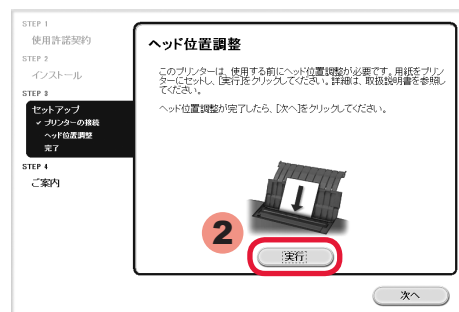 STEP 1
使用許諾契約
STEP 2
インストール
STEP 3
セットアップ
プリンターの接続
ヘッド位置調整
完了
STEP 4
ご案内
ヘッド位置調整
このプリンターは、使用する前にヘッド位置調整が必要です。用紙をプリン
ターにセットし、[実行]をクリックしてください。詳細は、取扱説明書を参照し
てください。
ヘッド位置調整が完了したら、[次へ]をクリックしてください。
2
実行
次へ